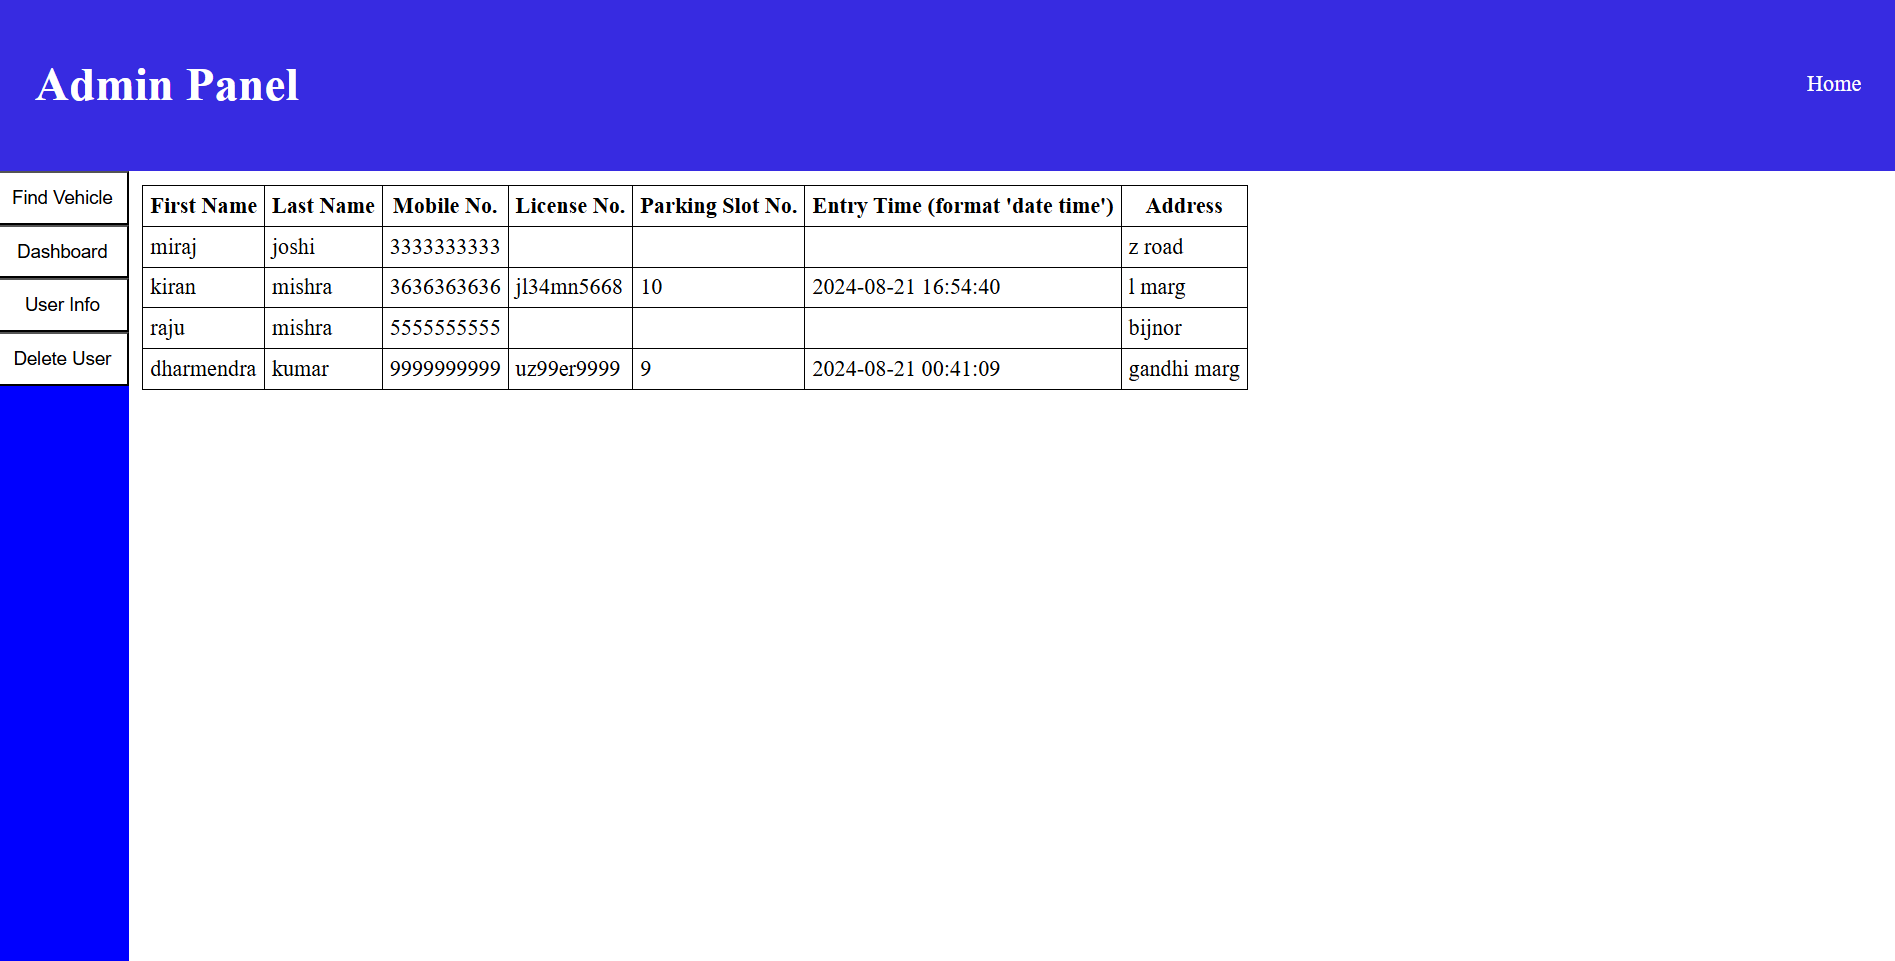 Admin Panel
Home
Find Vehicle
Dashboard
User Info
Delete User
First Name Last Name Mobile No. License No. Parking Slot No. Entry Time (format 'date time') Address
miraj joshi 3333333333 z road
kiran mishra 3636363636 jl34mn5668 10 2024-08-21 16:54:40 l marg
raju mishra 5555555555 bijnor
dharmendra kumar 9999999999 uz99er9999 9 2024-08-21 00:41:09 gandhi marg